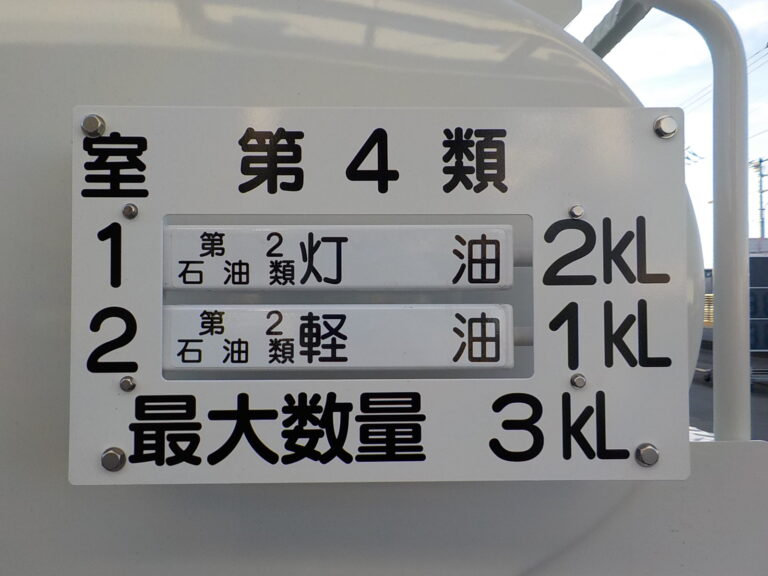 室 第4類
1 第2石油類 灯油 2KL
2 第2石油類 軽油 1KL
最大数量 3KL